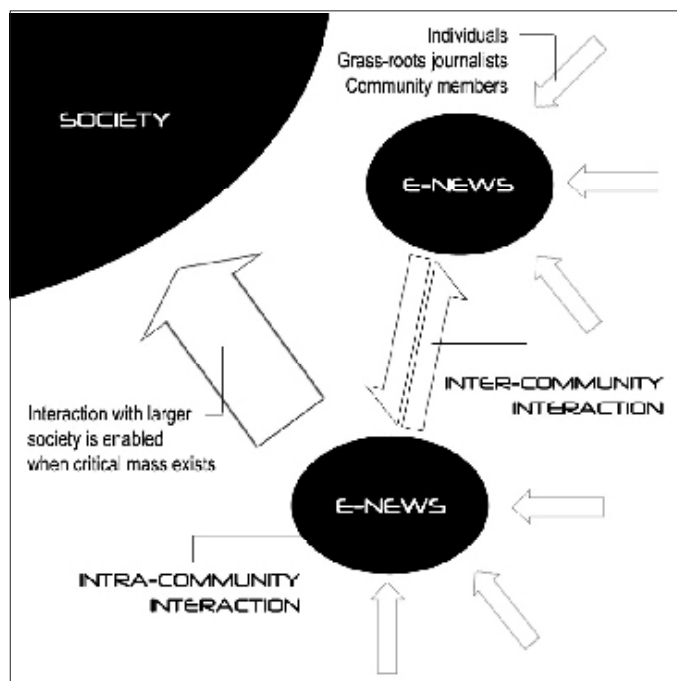 Individuals
Grass-roots journalists
Community members
SOCIETY
E-NEWS
INTER-COMMUNITY
INTERACTION
Interaction with larger
society is enabled
when critical mass exists
E-NEWS
INTRA-COMMUNITY
INTERACTION